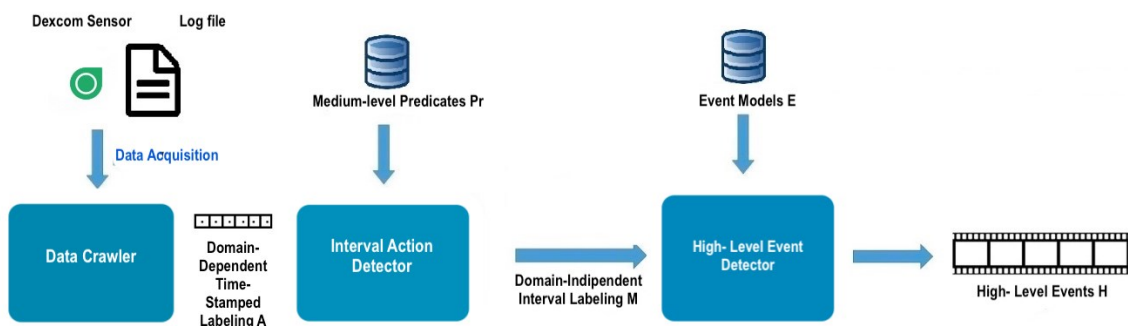 Dexcom Sensor
Log file
Medium-level Predicates Pr
Event Models E
Data Acquisition
Data Crawler
Domain-
Dependent
Time-
Stamped
Labeling A
Interval Action
Detector
Domain-Indipendent
Interval Labeling M
High- Level Event
Detector
High- Level Events H